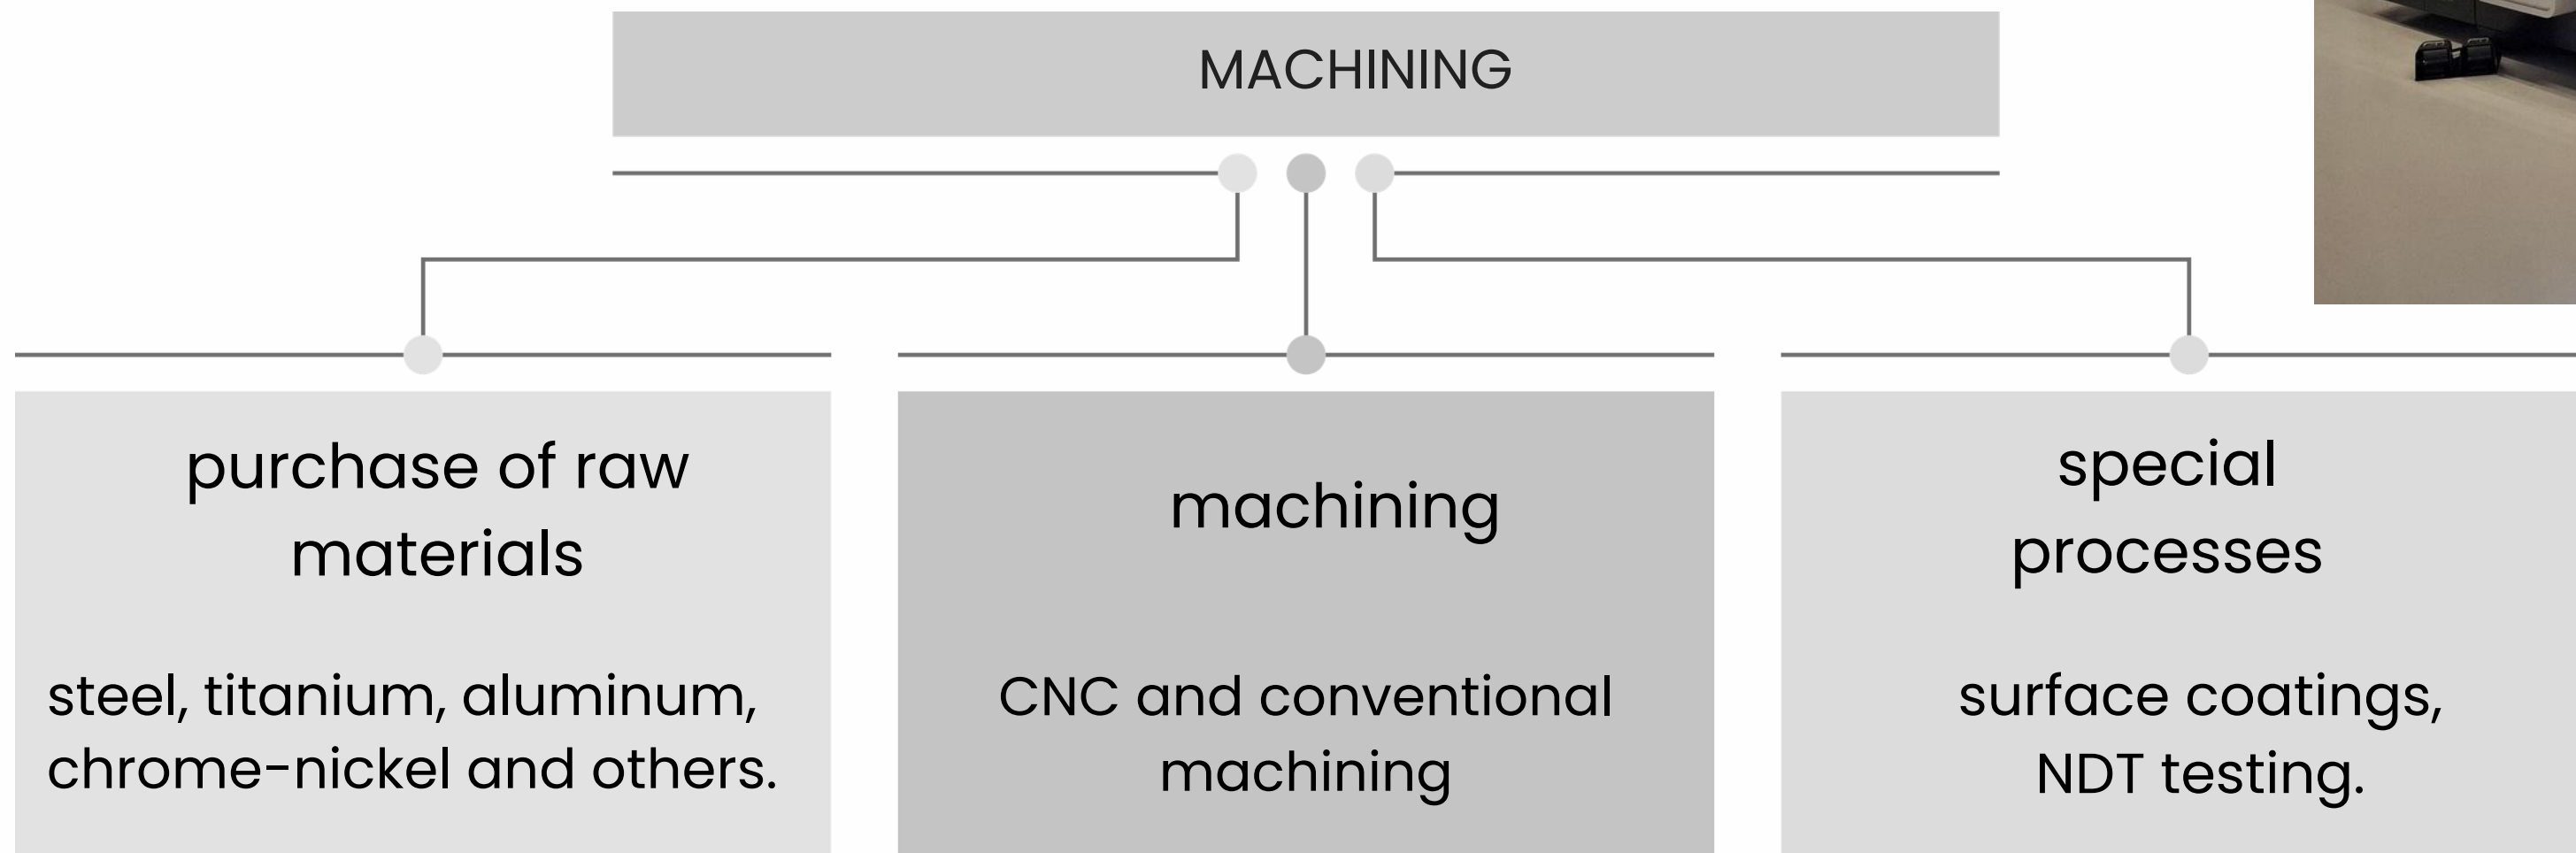 MACHINING
purchase of raw
materials
steel, titanium, aluminum,
chrome-nickel and others.
machining
CNC and conventional
machining
special
processes
surface coatings,
NDT testing.